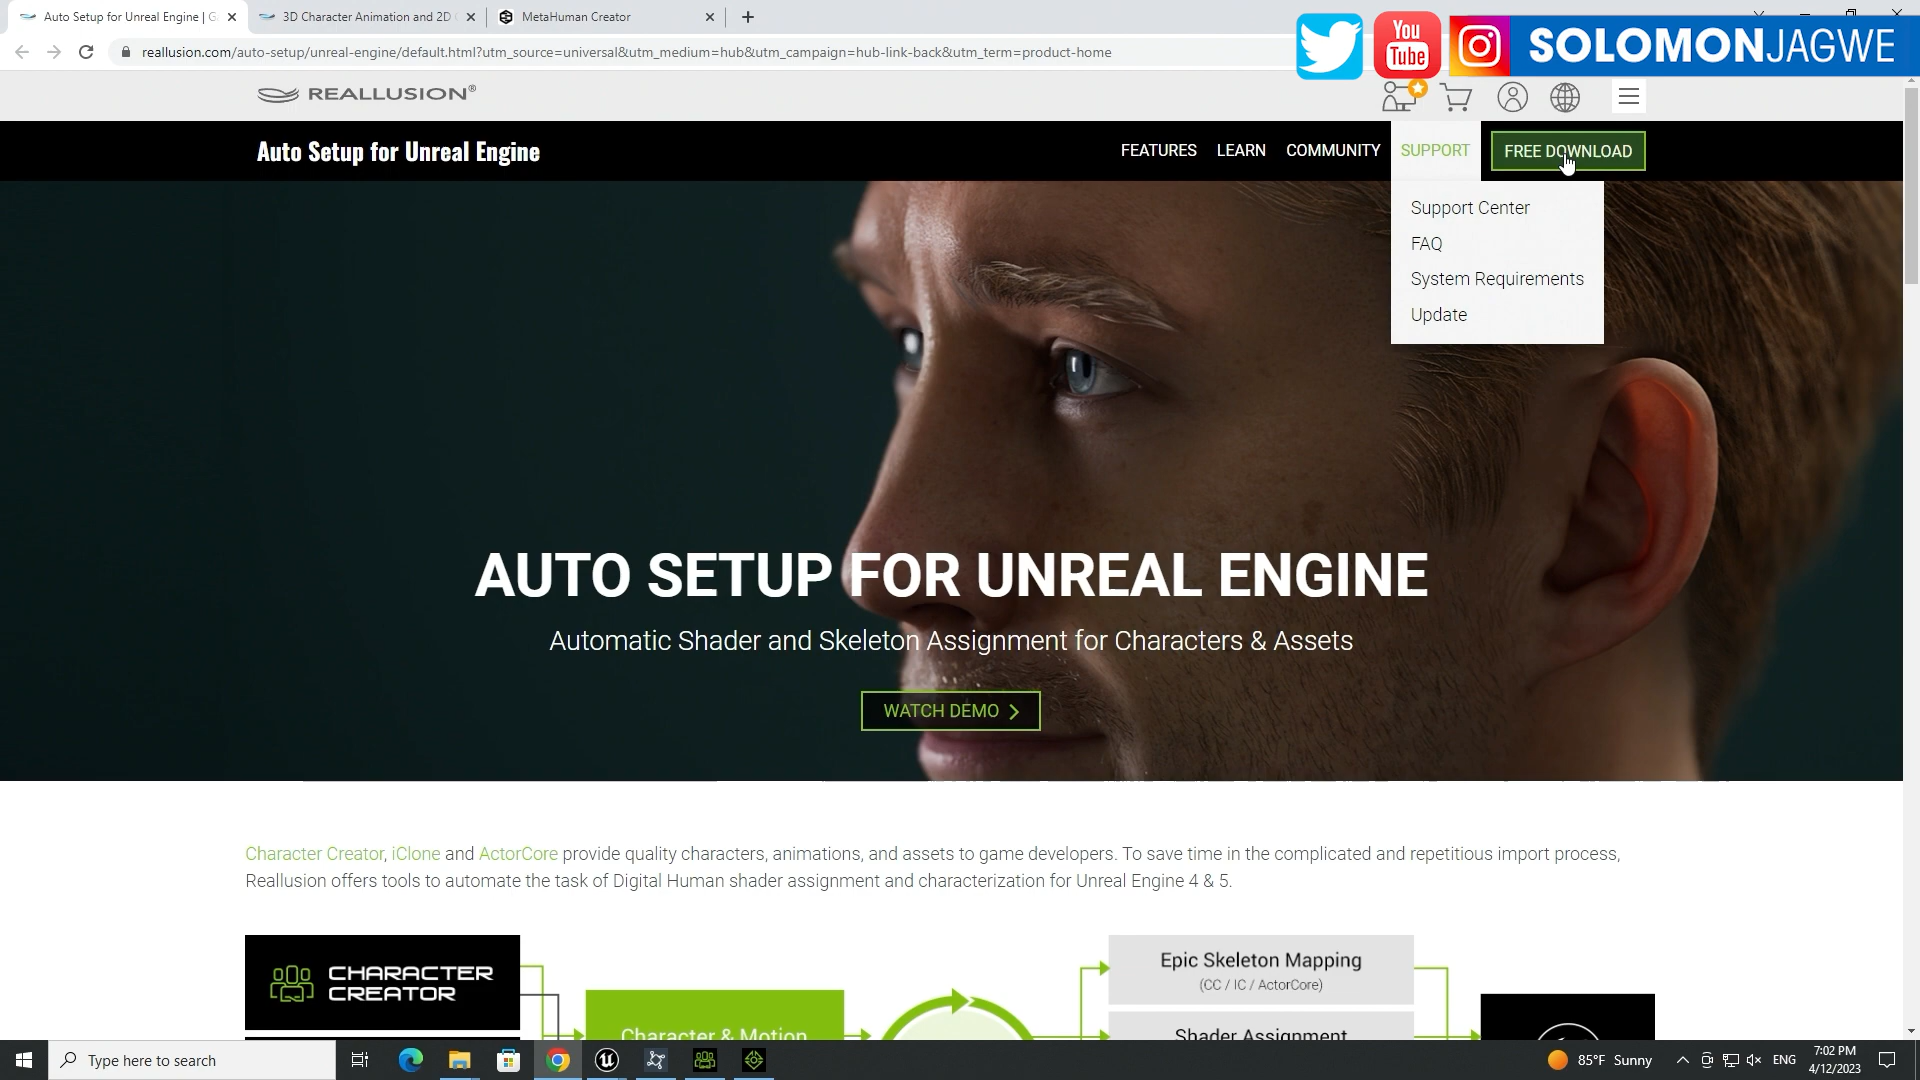 Auto Setup for Unreal Engine | G
3D Character Animation and 2D
MetaHuman Creator
reallusion.com/auto-setup/unreal-engine/default.html?utm_source=universal&utm_medium=hub&utm_campaign=hub-link-back&utm_term=product-home
You
Tube
SOLOMONJAGWE
REALLUSION®
Auto Setup for Unreal Engine
FEATURES
LEARN
COMMUNITY
SUPPORT
FREE DOWNLOAD
Support Center
FAQ
System Requirements
Update
AUTO SETUP FOR UNREAL ENGINE
Automatic Shader and Skeleton Assignment for Characters & Assets
WATCH DEMO
Character Creator, iClone and ActorCore provide quality characters, animations, and assets to game developers. To save time in the complicated and repetitious import process,
Reallusion offers tools to automate the task of Digital Human shader assignment and characterization for Unreal Engine 4 & 5.
CHARACTER
CREATOR
Character & Motion
Epic Skeleton Mapping
(CC / IC / ActorCore)
Shader Assignment
Type here to search
85°F Sunny
ENG
7:02 PM
4/12/2023